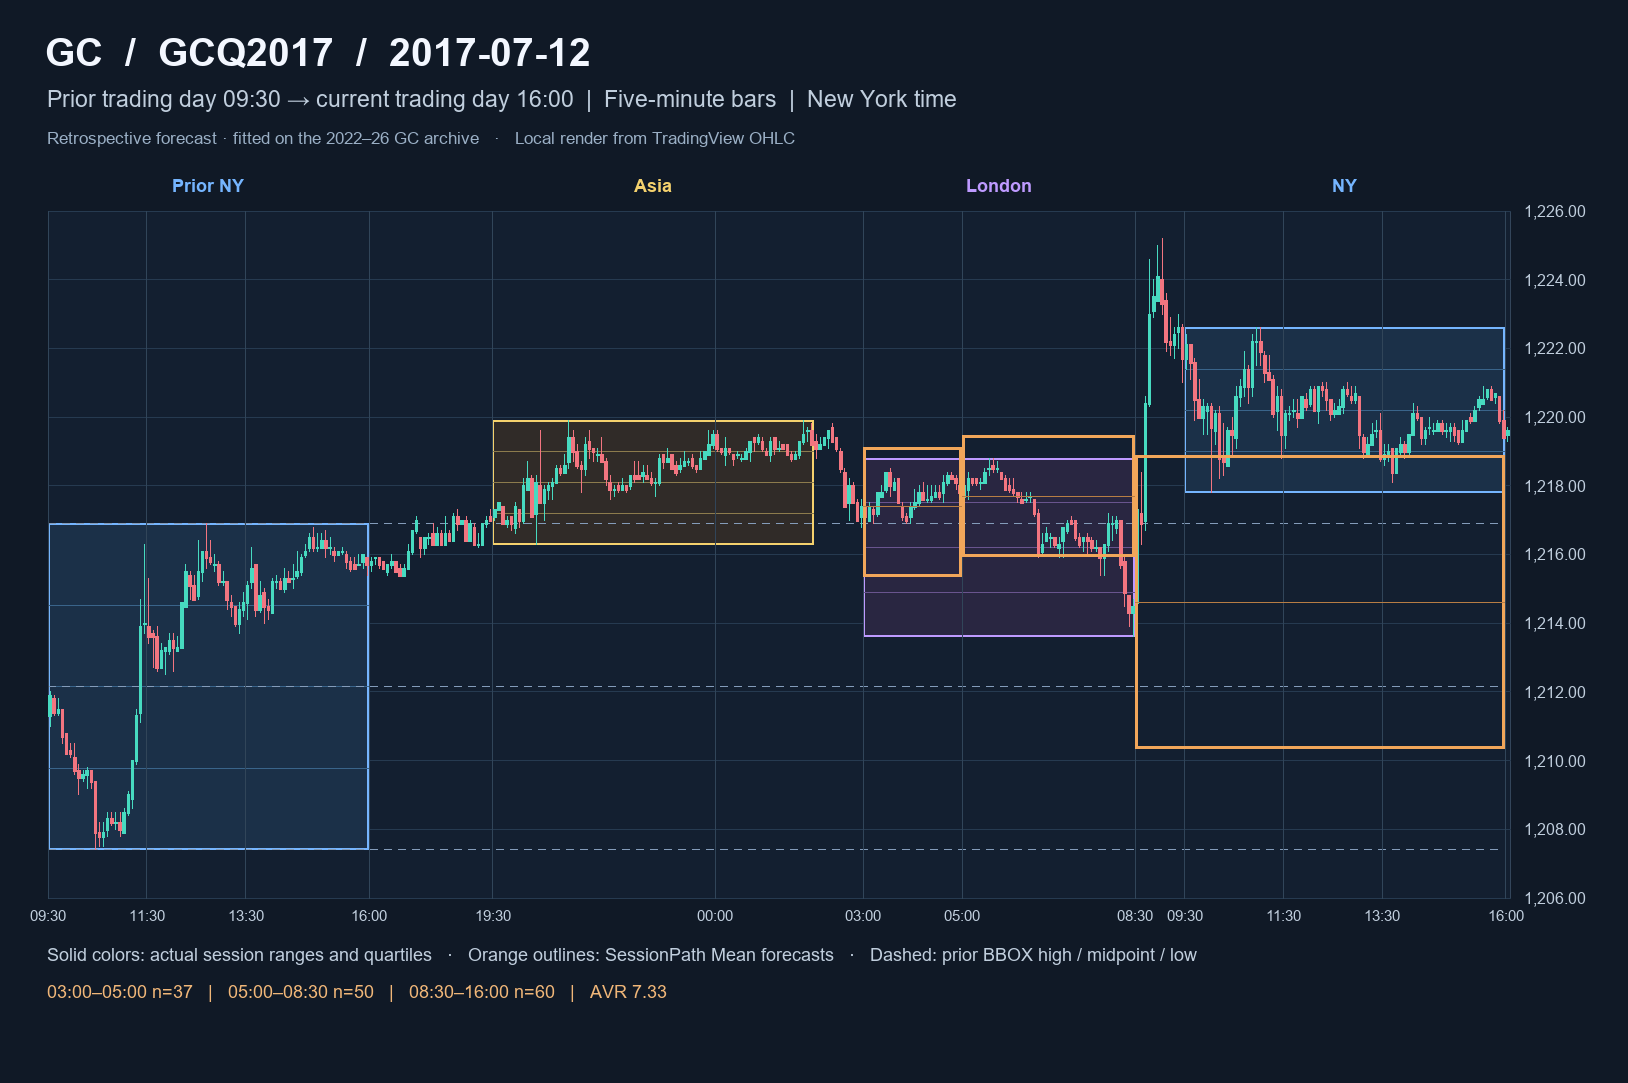 GC / GCQ2017 / 2017-07-12
Prior trading day 09:30 → current trading day 16:00 | Five-minute bars | New York time
Retrospective forecast · fitted on the 2022–26 GC archive · Local render from TradingView OHLC
Prior NY Asia London NY
1,226.00
1,224.00
1,222.00
1,220.00
1,218.00
1,216.00
1,214.00
1,212.00
1,210.00
1,208.00
1,206.00
09:30 11:30 13:30 16:00 19:30 00:00 03:00 05:00 08:30 09:30 11:30 13:30 16:00
Solid colors: actual session ranges and quartiles · Orange outlines: SessionPath Mean forecasts · Dashed: prior BBOX high / midpoint / low
03:00–05:00 n=37 | 05:00–08:30 n=50 | 08:30–16:00 n=60 | AVR 7.33